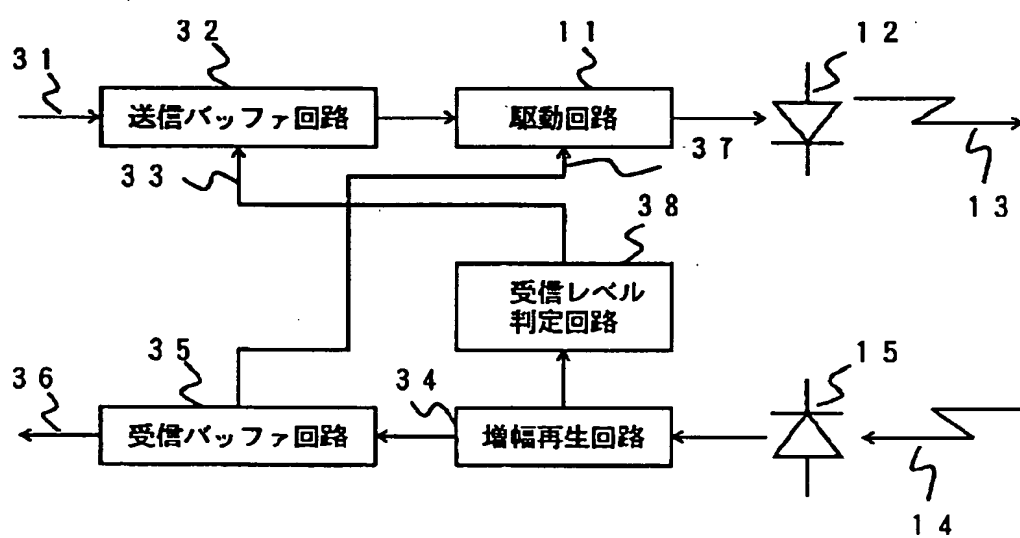 ３２
１１
１２
３１
送信バッファ回路
駆動回路
３３
３７
１３
３８
受信レベル
判定回路
３５
３４
１５
３６
受信バッファ回路
増幅再生回路
１４